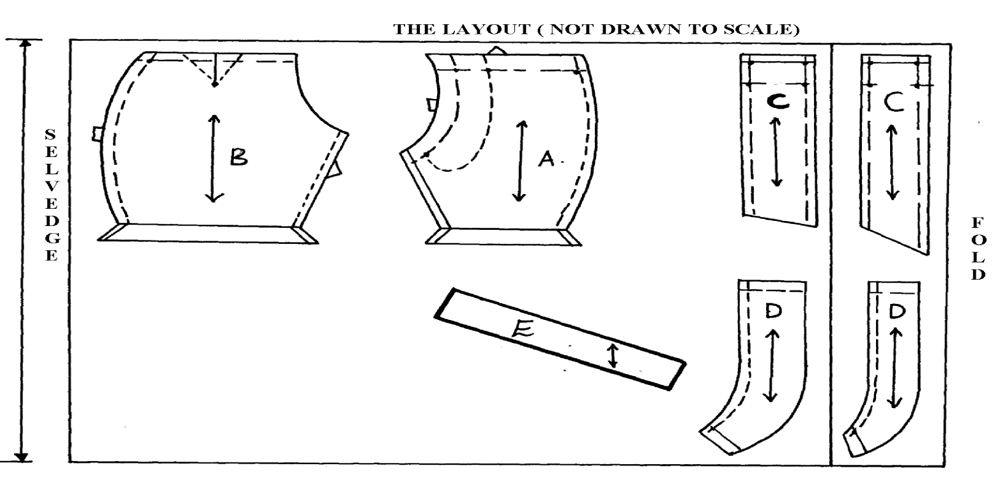 THE LAYOUT ( NOT DRAWN TO SCALE)
SELVEDGE
B
A.
C
C
FOLD
E
D
D